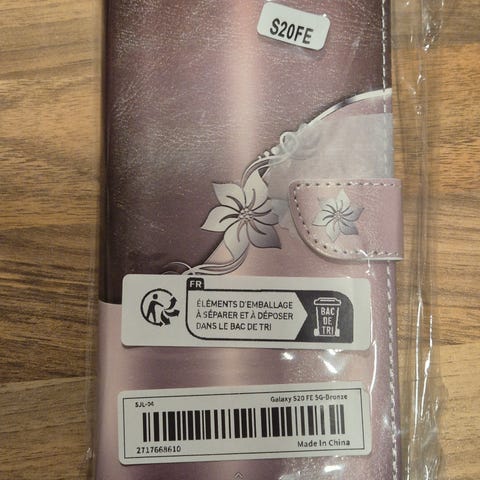 S20FE
FR
ÉLÉMENTS D'EMBALLAGE
À SÉPARER ET À DÉPOSER
DANS LE BAC DE TRI
BAC
DE
TRI
SJL-04
Galaxy S20 FE 5G-Bronze
2717668610
Made In China